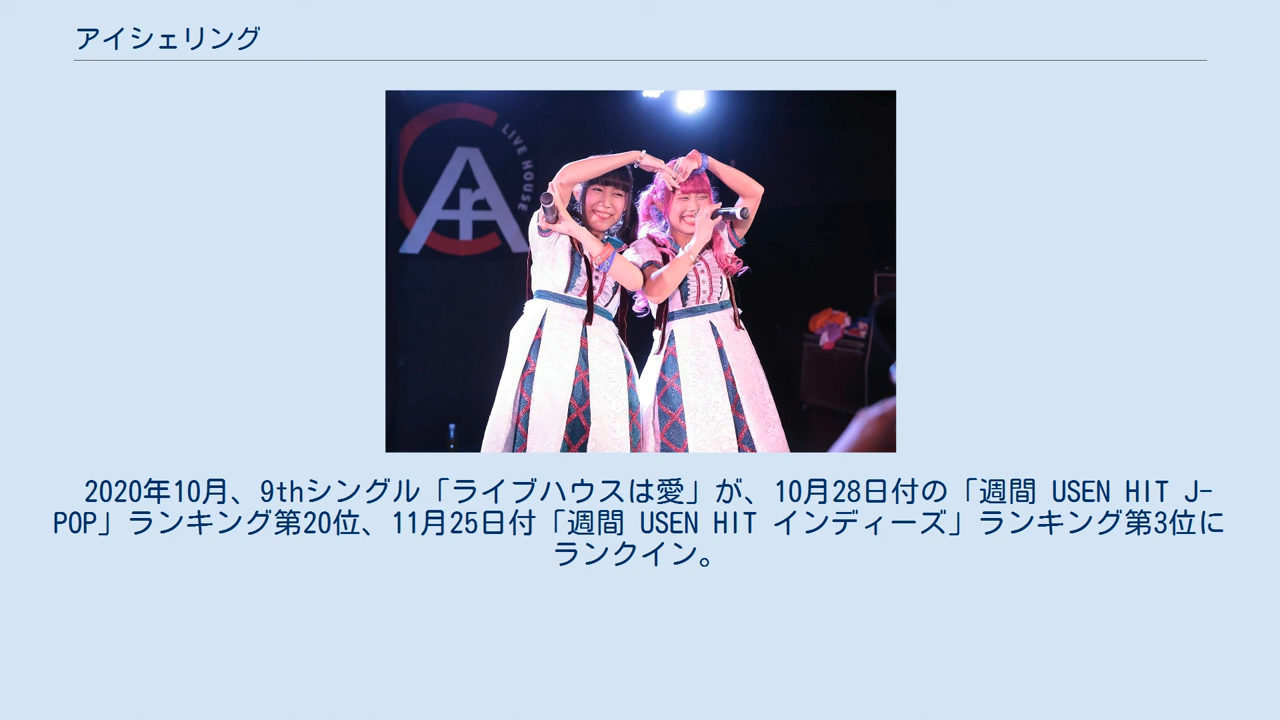 アイシェリング
LIVE HOUSE
Ar
2020年10月、9thシングル「ライブハウスは愛」が、10月28日付の「週間 USEN HIT J-
POP」ランキング第20位、11月25日付「週間 USEN HIT インディーズ」ランキング第3位に
ランクイン。